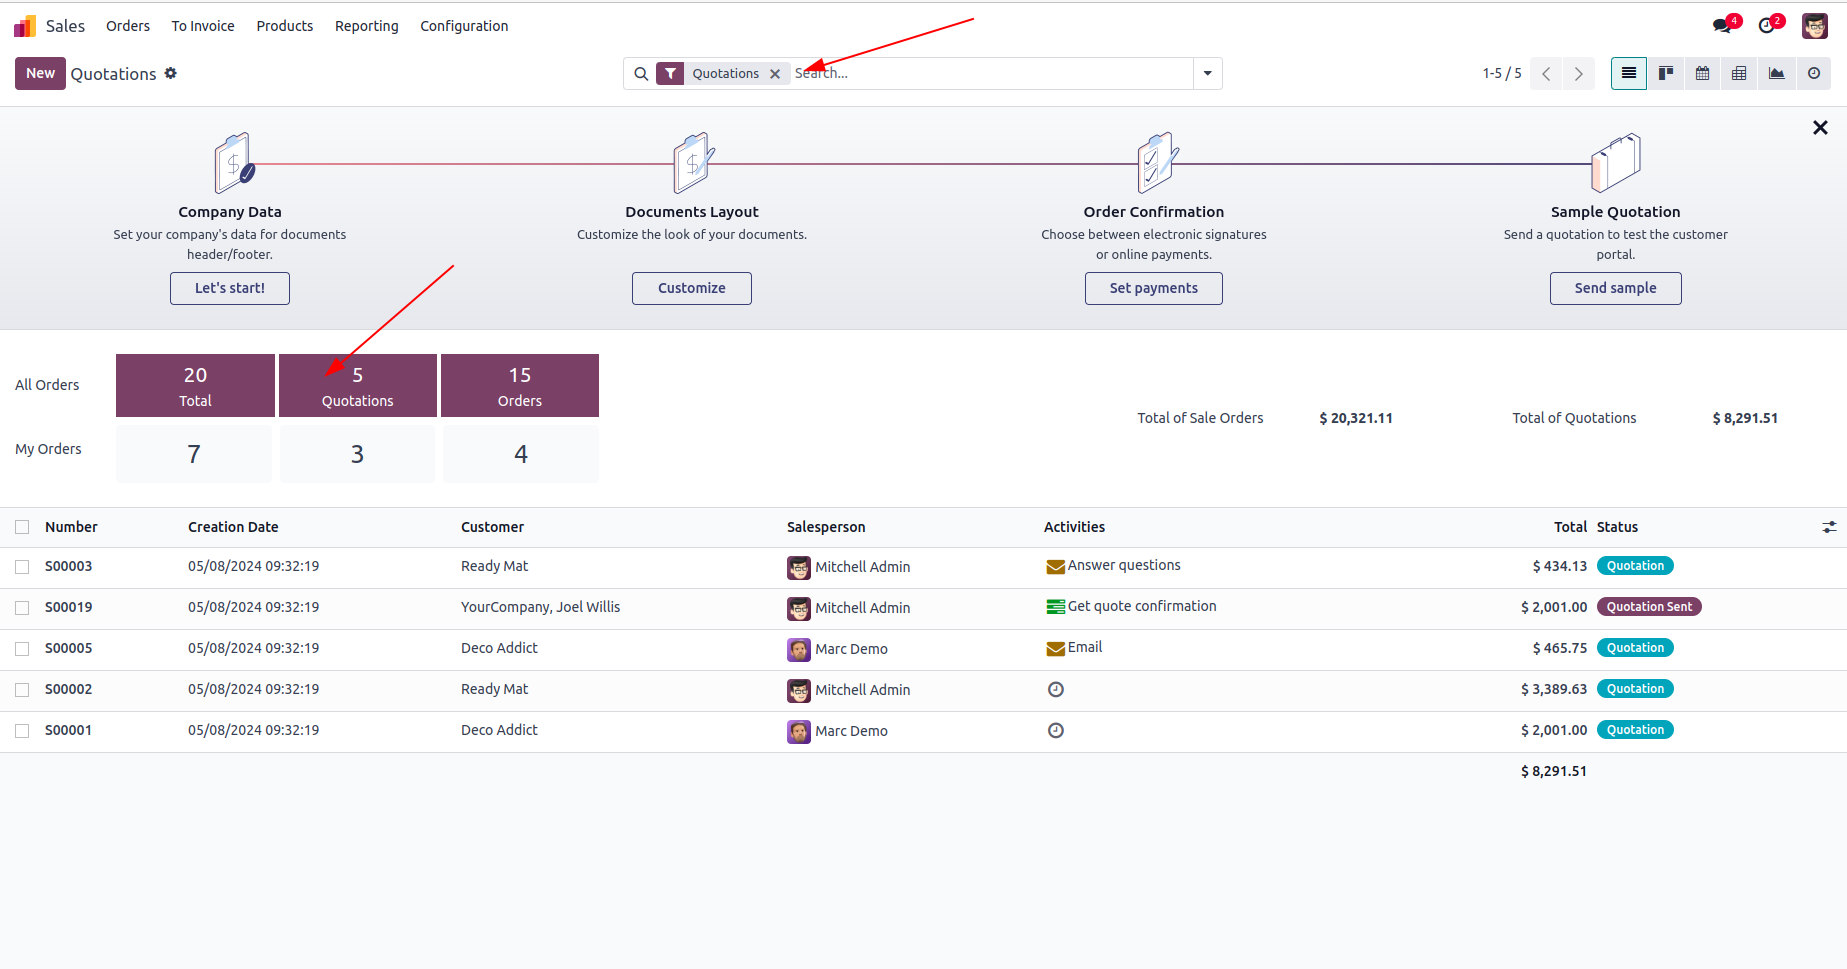 Sales Orders To Invoice Products Reporting Configuration 4 2
New Quotations Quotations Search... 1-5 / 5
Company Data Documents Layout Order Confirmation Sample Quotation
Set your company's data for documents Customize the look of your documents. Choose between electronic signatures Send a quotation to test the customer
header/footer. or online payments. portal.
Let's start! Customize Set payments Send sample
All Orders 20 5 15
Total Quotations Orders
Total of Sale Orders $ 20,321.11 Total of Quotations $ 8,291.51
My Orders 7 3 4
Number Creation Date Customer Salesperson Activities Total Status
S00003 05/08/2024 09:32:19 Ready Mat Mitchell Admin Answer questions $ 434.13 Quotation
S00019 05/08/2024 09:32:19 YourCompany, Joel Willis Mitchell Admin Get quote confirmation $ 2,001.00 Quotation Sent
S00005 05/08/2024 09:32:19 Deco Addict Marc Demo Email $ 465.75 Quotation
S00002 05/08/2024 09:32:19 Ready Mat Mitchell Admin $ 3,389.63 Quotation
S00001 05/08/2024 09:32:19 Deco Addict Marc Demo $ 2,001.00 Quotation
$ 8,291.51